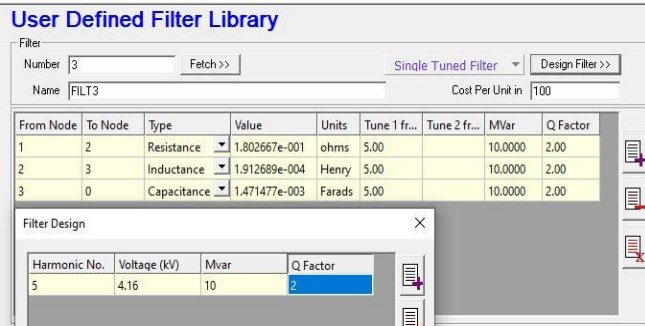 User Defined Filter Library
Filter
Number 3 Fetch >> Single Tuned Filter Design Filter >>
Name FILT3 Cost Per Unit in 100
From Node To Node Type Value Units Tune 1 fr... Tune 2 fr... MVar Q Factor
1 2 Resistance 1.802667e-001 ohms 5.00 10.0000 2.00
2 3 Inductance 1.912689e-004 Henry 5.00 10.0000 2.00
3 0 Capacitance 1.471477e-003 Farads 5.00 10.0000 2.00
Filter Design
Harmonic No. Voltage (kV) Mvar Q Factor
5 4.16 10 2